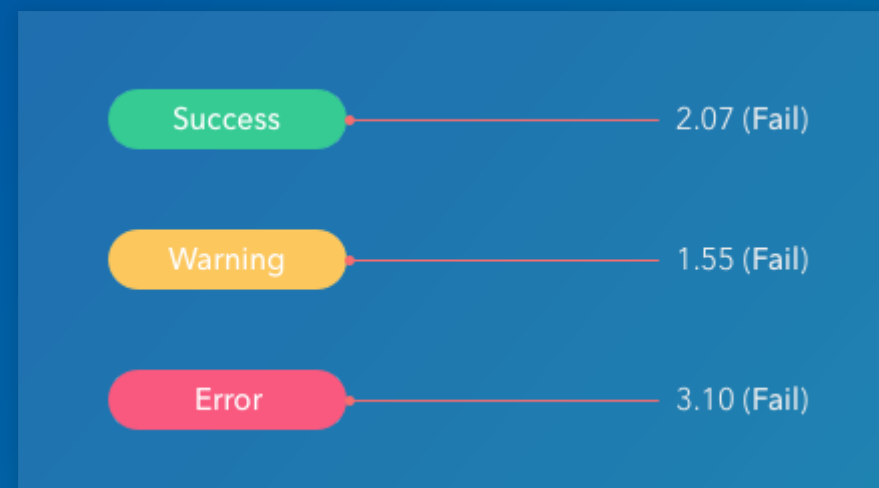 Success 2.07 (Fail)
Warning 1.55 (Fail)
Error 3.10 (Fail)